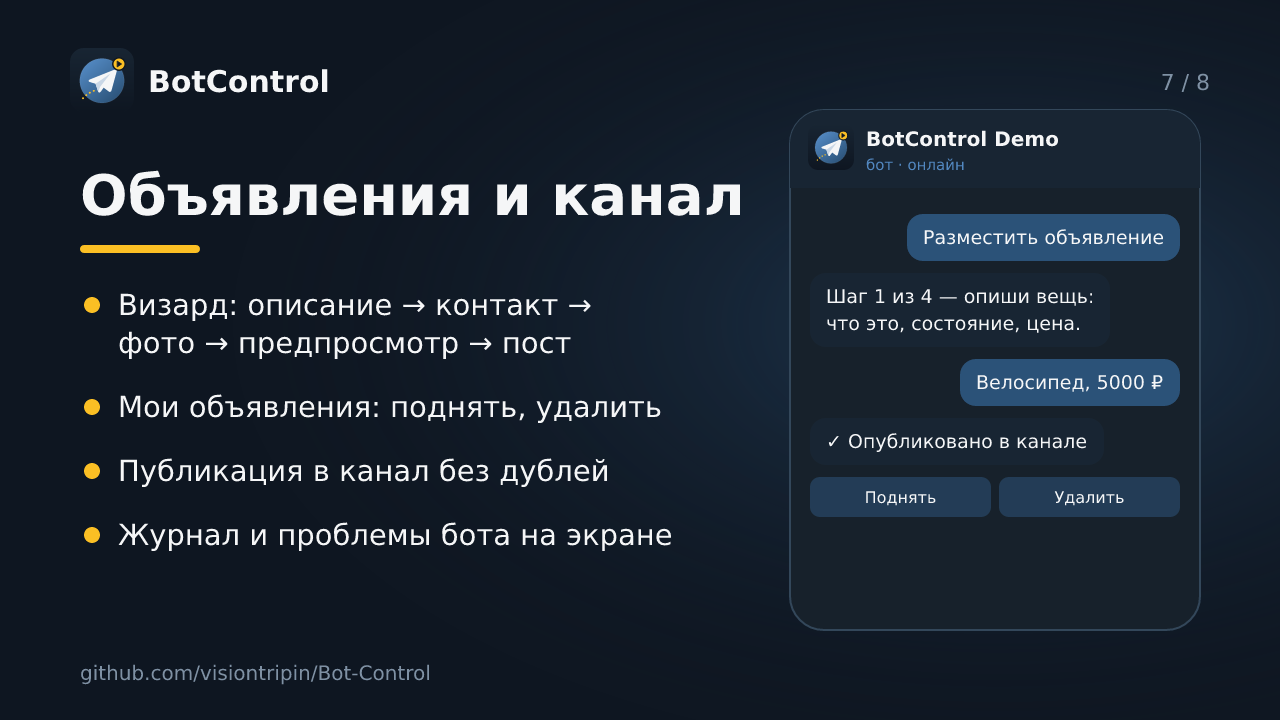 BotControl
7 / 8
Объявления и канал
Визард: описание → контакт →
фото → предпросмотр → пост
Мои объявления: поднять, удалить
Публикация в канал без дублей
Журнал и проблемы бота на экране
BotControl Demo
бот · онлайн
Разместить объявление
Шаг 1 из 4 — опиши вещь:
что это, состояние, цена.
Велосипед, 5000 ₽
✓ Опубликовано в канале
Поднять
Удалить
github.com/visiontripin/Bot-Control